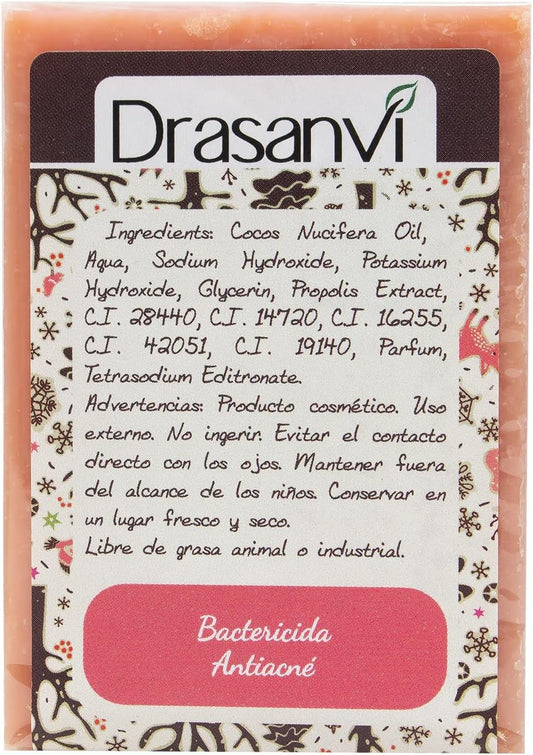 Drasanvi
Ingredients: Cocos Nucifera Oil,
Aqua, Sodium Hydroxide, Potassium
Hydroxide, Glycerin, Propolis Extract,
C.I. 28440, C.I. 14720, C.I. 16255,
C.I. 42051, C.I. 19140, Parfum,
Tetrasodium Editronate.
Advertencias: Producto cosmético. Uso
externo. No ingerir. Evitar el contacto
directo con los ojos. Mantener fuera
del alcance de los niños. Conservar en
un lugar fresco y seco.
Libre de grasa animal o industrial.
Bactericida
Antiacné